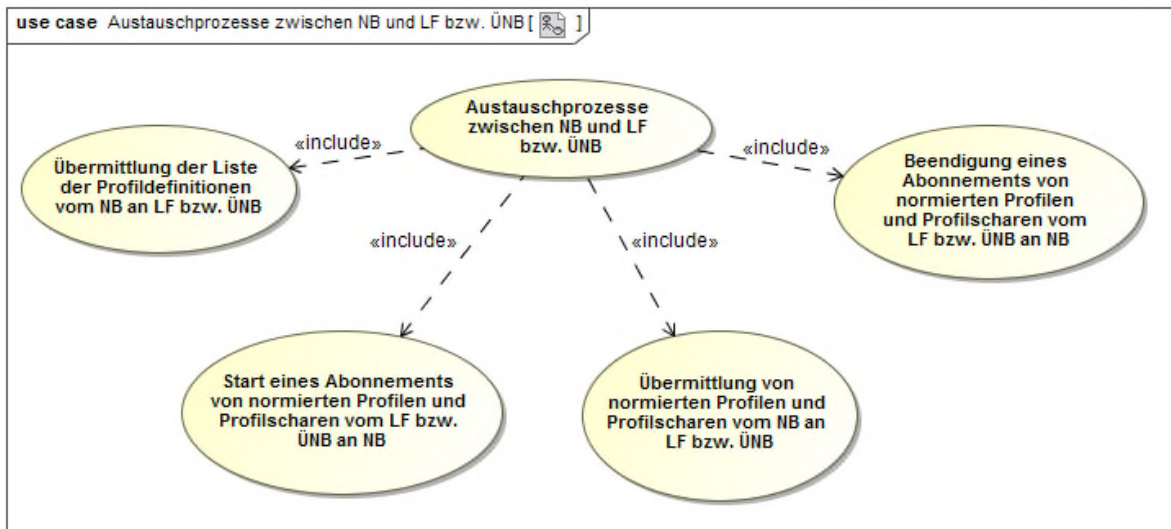 use case Austauschprozesse zwischen NB und LF bzw. ÜNB [ ]
Austauschprozesse
zwischen NB und LF
bzw. ÜNB
«include»
«include»
«include»
«include»
Übermittlung der Liste
der Profildefinitionen
vom NB an LF bzw. ÜNB
Beendigung eines
Abonnements von
normierten Profilen
und Profilscharen vom
LF bzw. ÜNB an NB
Start eines Abonnements
von normierten Profilen und
Profilscharen vom LF bzw.
ÜNB an NB
Übermittlung von
normierten Profilen und
Profilscharen vom NB an
LF bzw. ÜNB